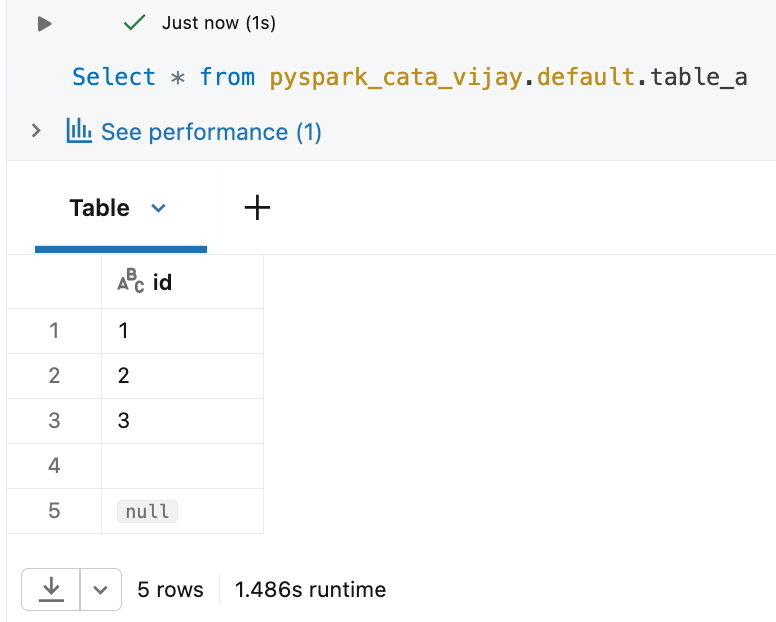 Just now (1s)
Select * from pyspark_cata_vijay.default.table_a
See performance (1)
Table
ABC id
1 1
2 2
3 3
4
5 null
5 rows 1.486s runtime